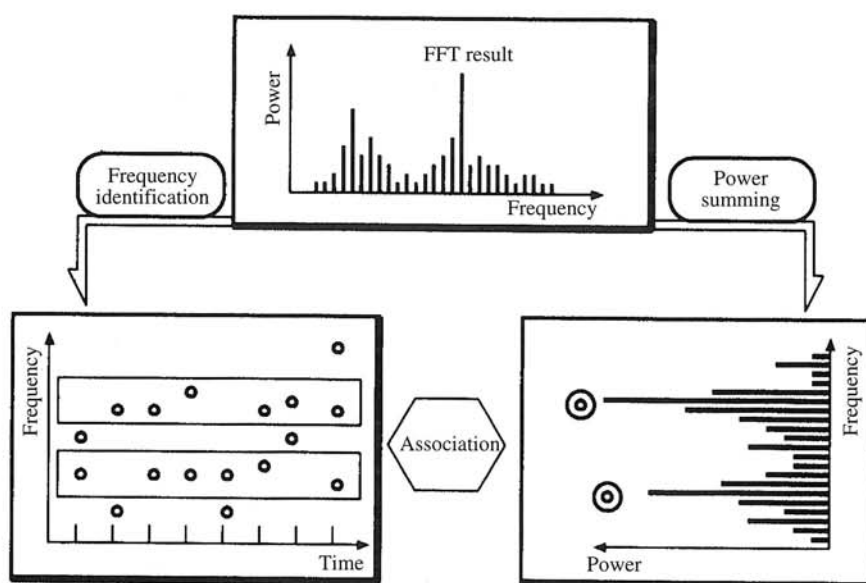 FFT result
Power
Frequency
Frequency
identification
Power
summing
Frequency
Time
Association
Frequency
Power